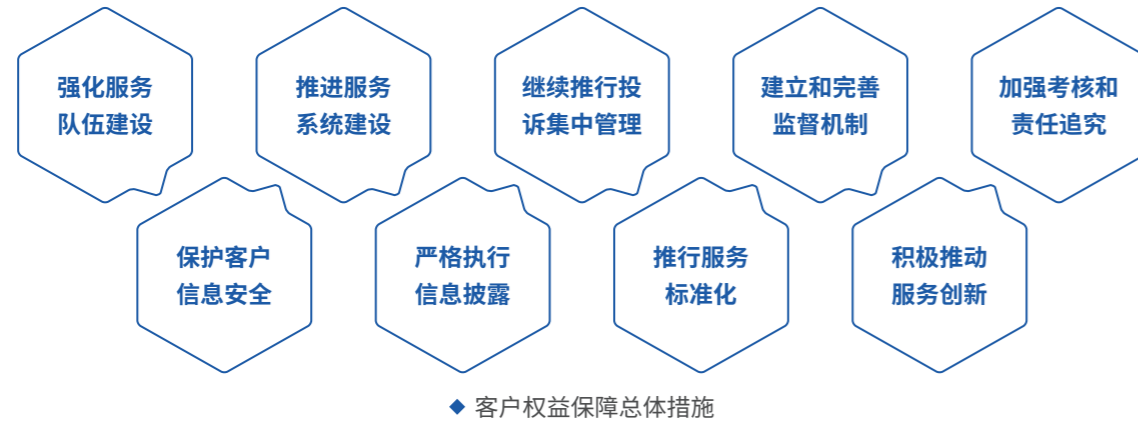 强化服务
队伍建设
推进服务
系统建设
继续推行投
诉集中管理
建立和完善
监督机制
加强考核和
责任追究
保护客户
信息安全
严格执行
信息披露
推行服务
标准化
积极推动
服务创新
客户权益保障总体措施